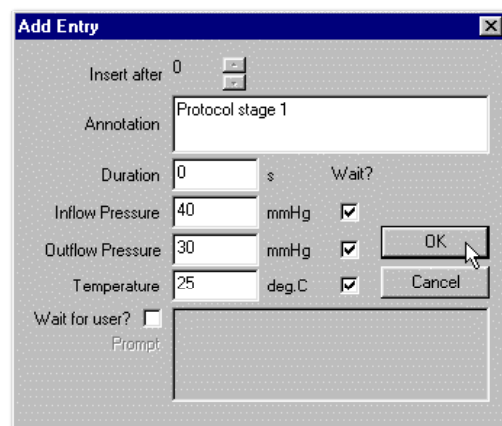 Add Entry
Insert after 0
Annotation Protocol stage 1
Duration 0 s Wait?
Inflow Pressure 40 mmHg
Outflow Pressure 30 mmHg OK
Temperature 25 deg.C Cancel
Wait for user?
Prompt